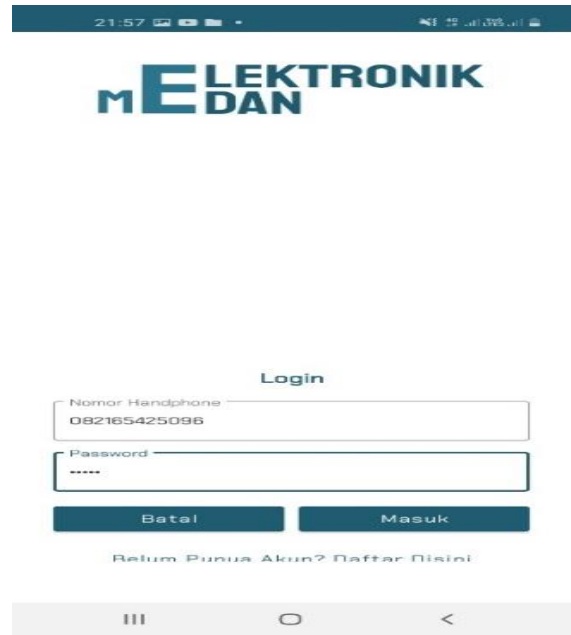 21:57
ELEKTRONIK
MEDAN
Login
Nomor Handphone
082165425096
Password
•••••
Batal
Masuk
Belum Punya Akun? Daftar Disini